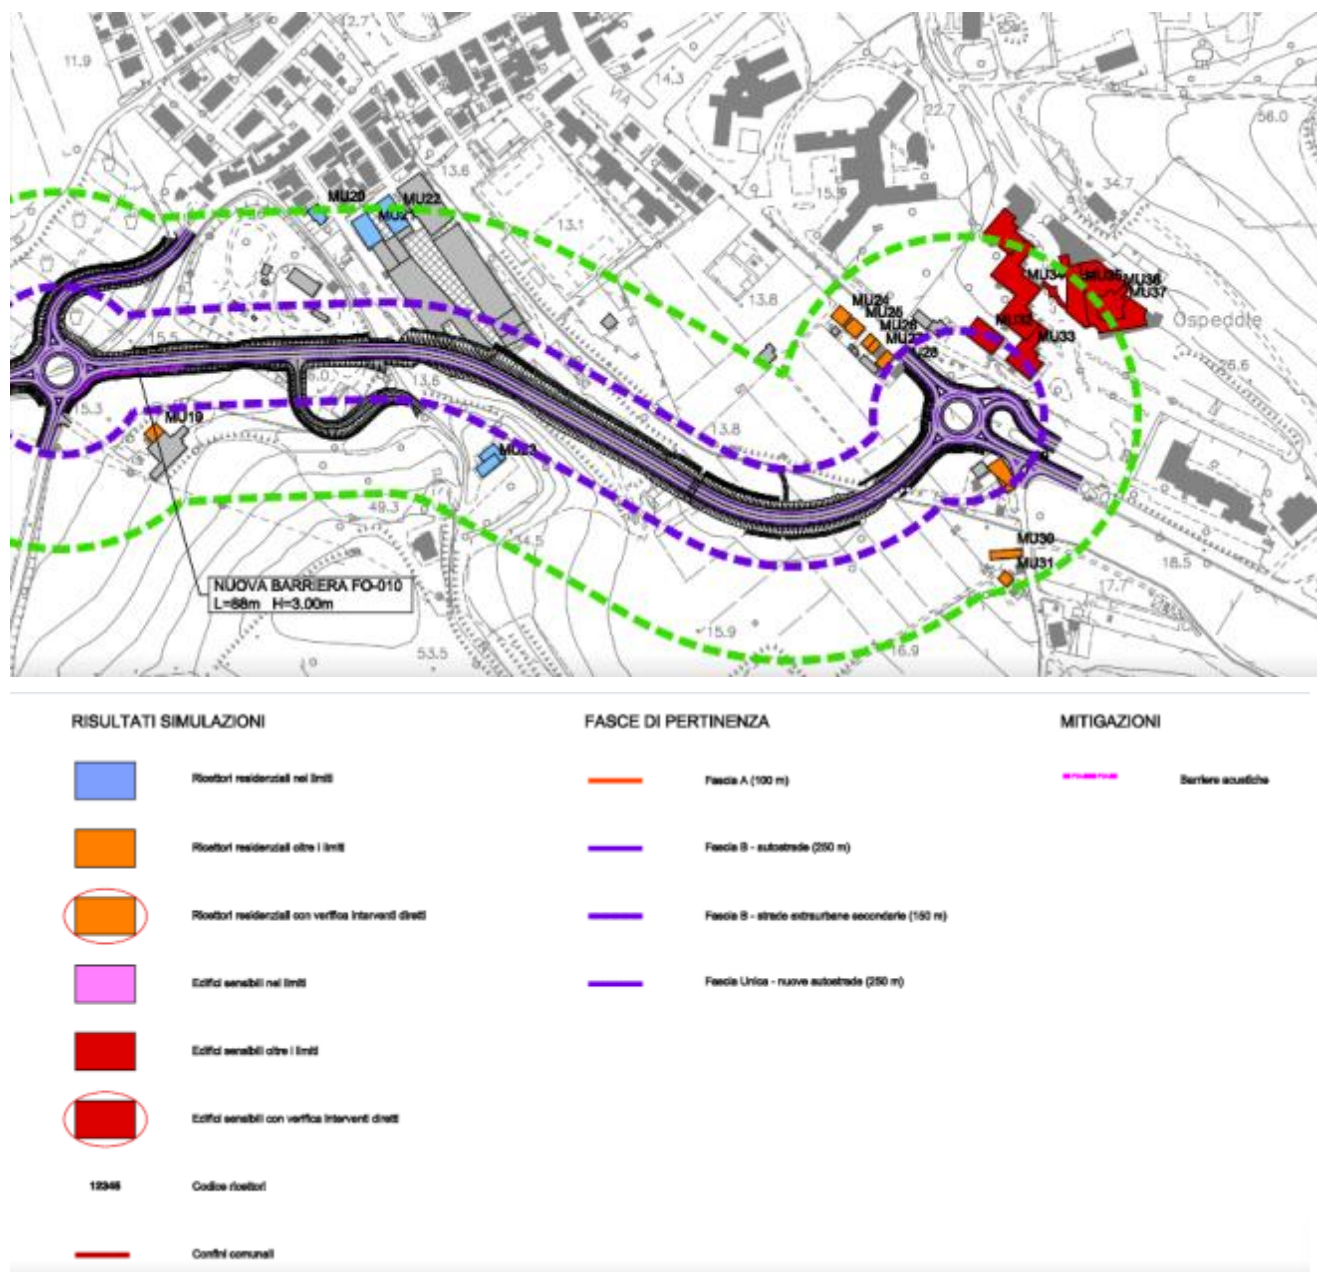 12.7
11.9
14.3
VIA
22.7
56.0
13.6
34.7
MU20
MU22
15.9
13.1
MU34
MU35
MU36
MU37
13.8
MU24
MU25
MU26
MU32
MU33
Ospedale
15.5
26.6
13.6
15.3
MU19
13.8
MU23
49.3
34.5
MU30
MU31
18.5
17.7
NUOVA BARRIERA FO-010
L=88m H=3.00m
15.9
16.9
53.5
RISULTATI SIMULAZIONI
FASCE DI PERTINENZA
MITIGAZIONI
Ricettori residenziali nei limiti
Fascia A (100 m)
Barriere acustiche
Ricettori residenziali oltre i limiti
Fascia B - autostrade (250 m)
Ricettori residenziali con verifica interventi diretti
Fascia B - strade extraurbane secondarie (150 m)
Edifici sensibili nei limiti
Fascia Unica - nuove autostrade (250 m)
Edifici sensibili oltre i limiti
Edifici sensibili con verifica interventi diretti
12345
Codice ricettori
Confini comunali